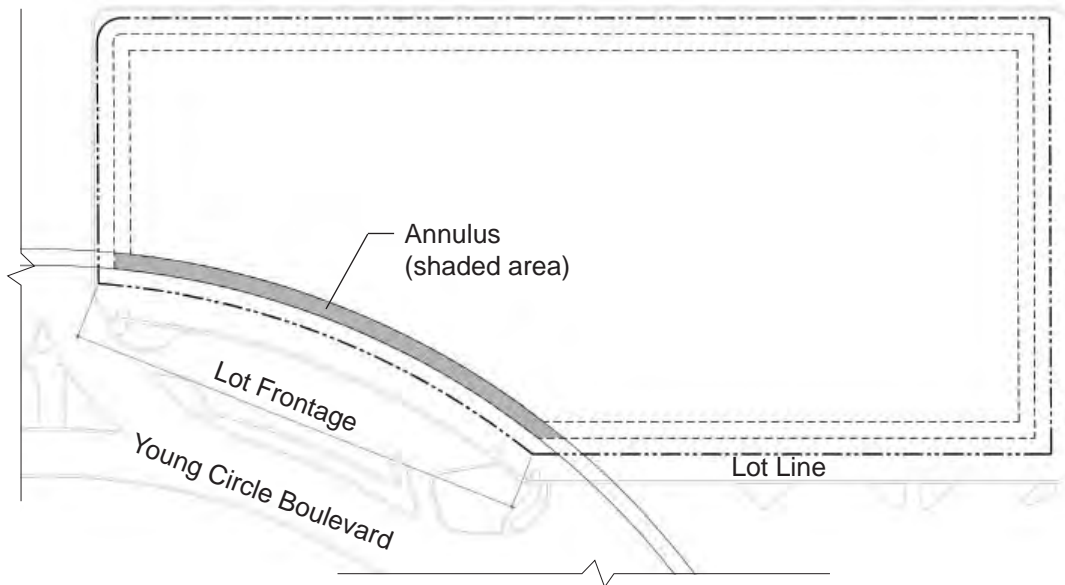 Annulus
(shaded area)
Lot Frontage
Young Circle Boulevard
Lot Line